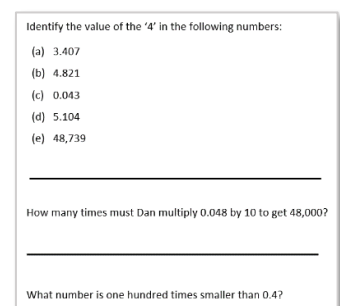 Identify the value of the ‘4’ in the following numbers:
(a) 3.407
(b) 4.821
(c) 0.043
(d) 5.104
(e) 48,739
How many times must Dan multiply 0.048 by 10 to get 48,000?
What number is one hundred times smaller than 0.4?